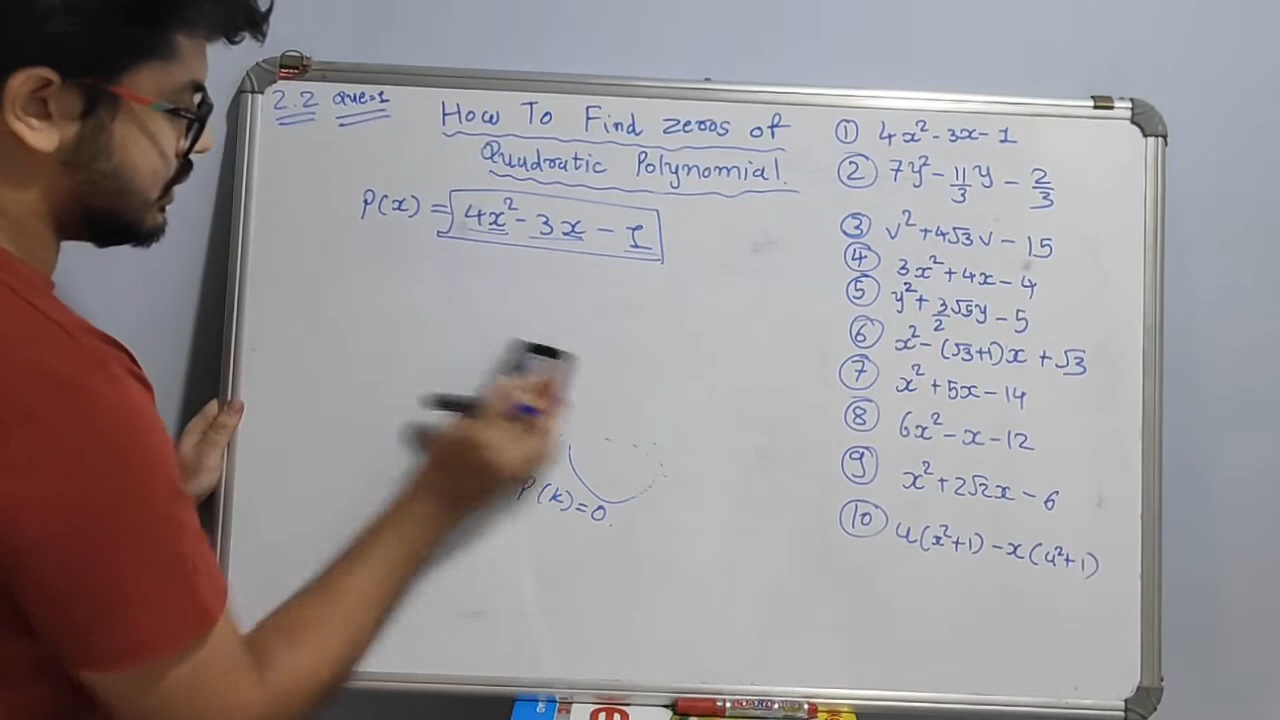 2.2 Que=1
How To Find zeros of
Quadratic Polynomial.
P(x) = 4x² - 3x - 1
P(k)=0.
① 4x² - 3x - 1
② 7y² - 11/3 y - 2/3
③ v² + 4√3v - 15
④ 3x² + 4x - 4
⑤ y² + 3/2 √5y - 5
⑥ x² - (√3+1)x + √3
⑦ x² + 5x - 14
⑧ 6x² - x - 12
⑨ x² + 2√2x - 6
⑩ 4(x²+1) - x(4²+1)